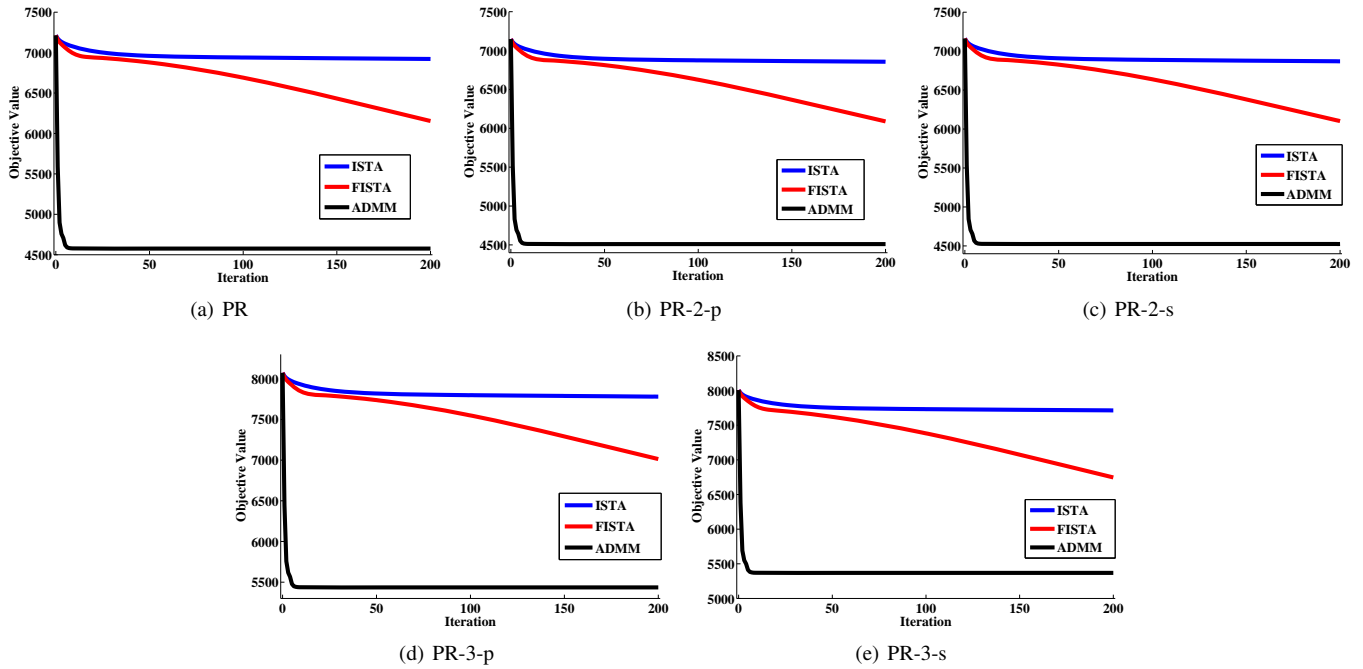 7500
7000
6500
6000
5500
5000
4500
Objective Value
0 50 100 150 200
Iteration
ISTA
FISTA
ADMM
(a) PR
7500
7000
6500
6000
5500
5000
4500
Objective Value
0 50 100 150 200
Iteration
ISTA
FISTA
ADMM
(b) PR-2-p
7500
7000
6500
6000
5500
5000
4500
Objective Value
0 50 100 150 200
Iteration
ISTA
FISTA
ADMM
(c) PR-2-s
8000
7500
7000
6500
6000
5500
Objective Value
0 50 100 150 200
Iteration
ISTA
FISTA
ADMM
(d) PR-3-p
8500
8000
7500
7000
6500
6000
5500
5000
Objective Value
0 50 100 150 200
Iteration
ISTA
FISTA
ADMM
(e) PR-3-s